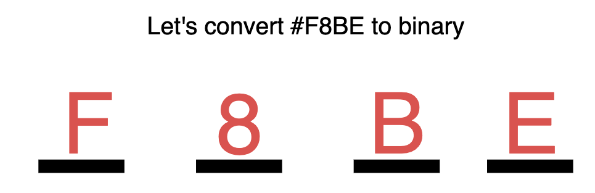 Let's convert #F8BE to binary
F 8 B E